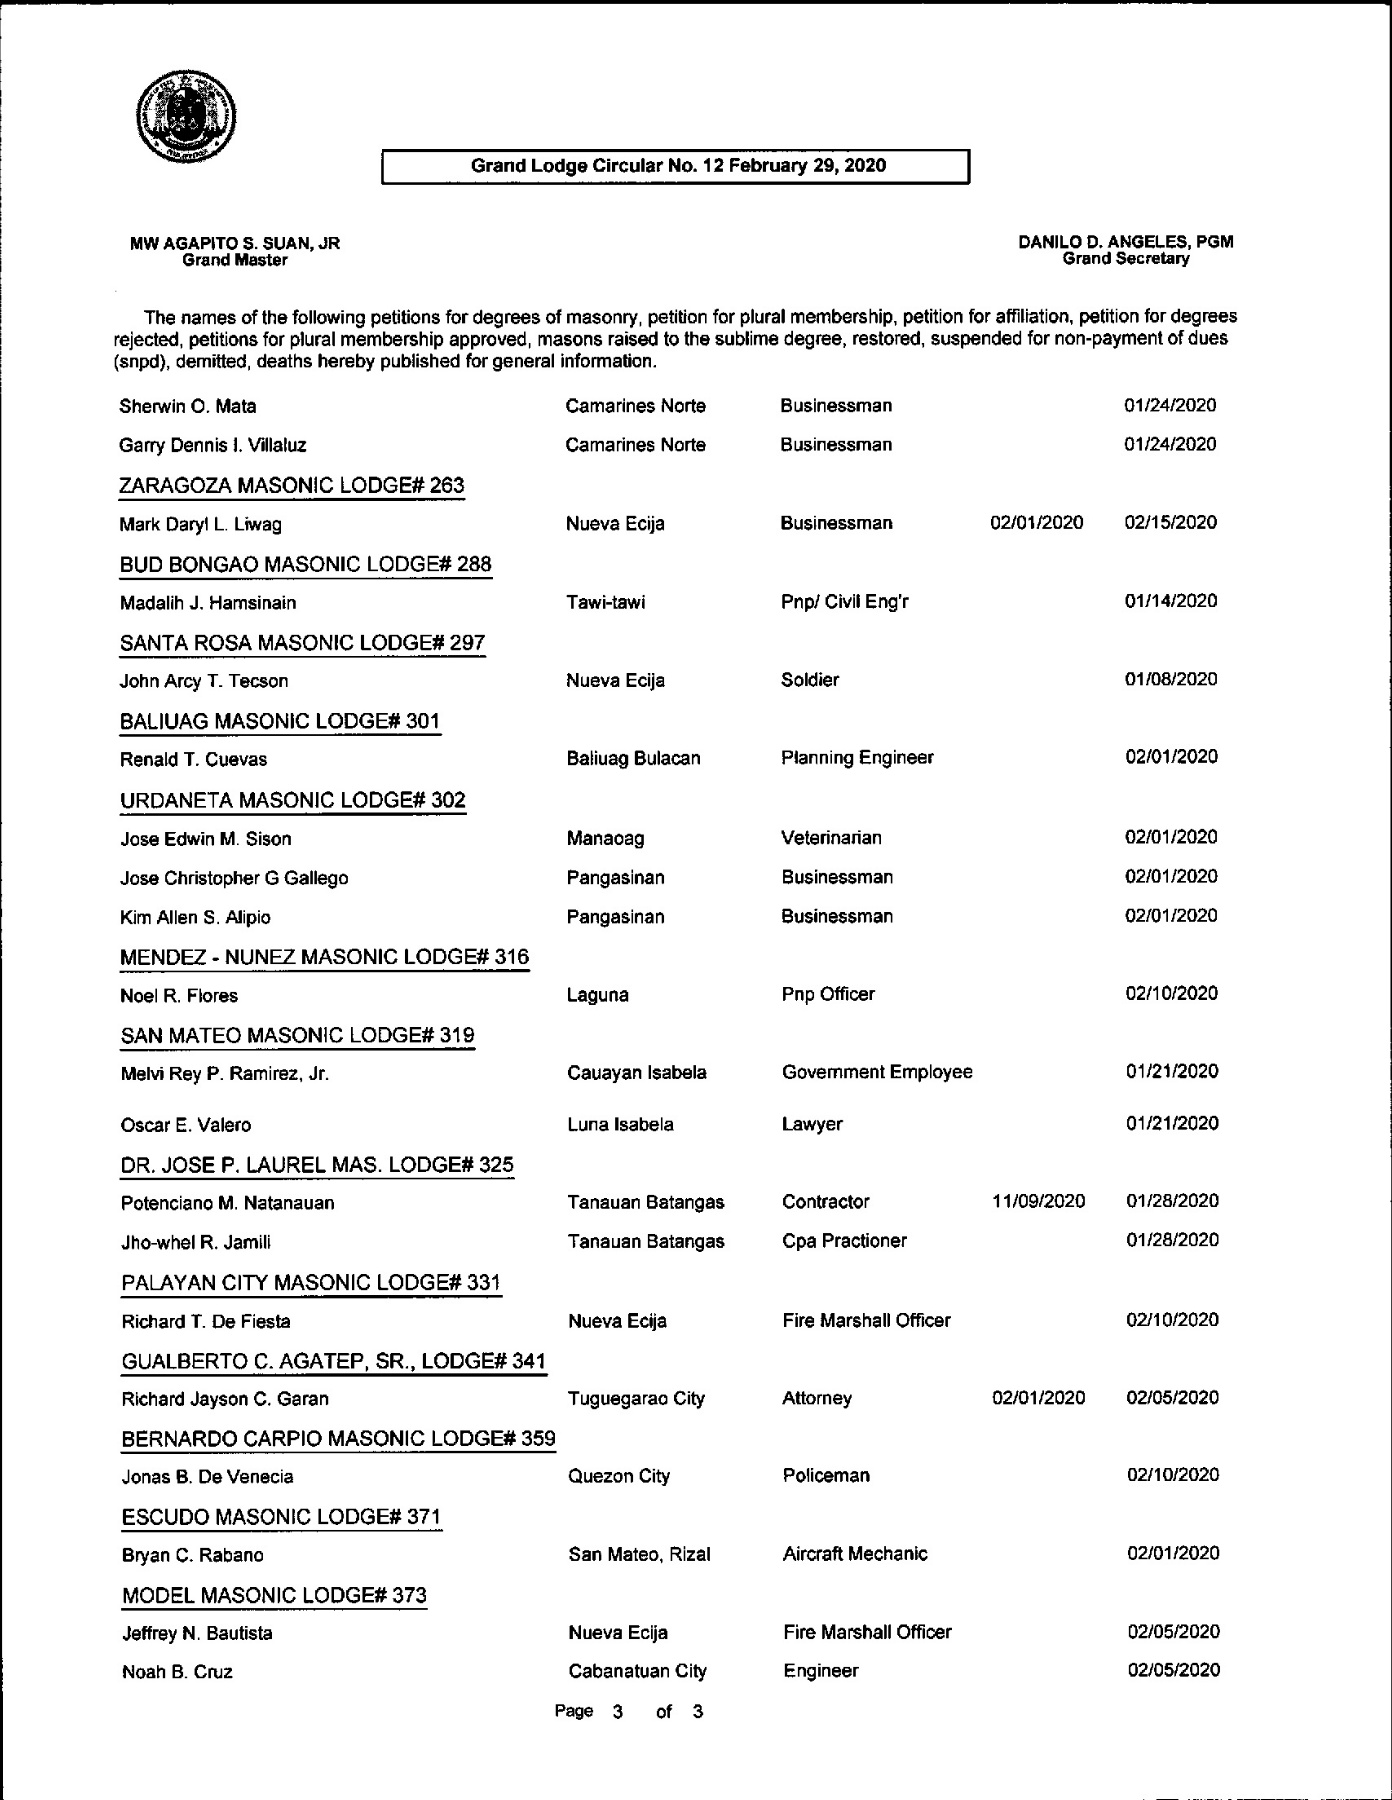 Grand Lodge Circular No. 12 February 29, 2020
MW AGAPITO S. SUAN, JR DANILO D. ANGELES, PGM
Grand Master Grand Secretary
The names of the following petitions for degrees of masonry, petition for plural membership, petition for affiliation, petition for degrees
rejected, petitions for plural membership approved, masons raised to the sublime degree, restored, suspended for non-payment of dues
(snpd), demitted, deaths hereby published for general information.
Sherwin O. Mata Camarines Norte Businessman 01/24/2020
Garry Dennis I. Villaluz Camarines Norte Businessman 01/24/2020
ZARAGOZA MASONIC LODGE# 263
Mark Daryl L. Liwag Nueva Ecija Businessman 02/01/2020 02/15/2020
BUD BONGAO MASONIC LODGE# 288
Madalih J. Hamsinain Tawi-tawi Pnp/ Civil Eng'r 01/14/2020
SANTA ROSA MASONIC LODGE# 297
John Arcy T. Tecson Nueva Ecija Soldier 01/08/2020
BALIUAG MASONIC LODGE# 301
Renald T. Cuevas Baliuag Bulacan Planning Engineer 02/01/2020
URDANETA MASONIC LODGE# 302
Jose Edwin M. Sison Manaoag Veterinarian 02/01/2020
Jose Christopher G Gallego Pangasinan Businessman 02/01/2020
Kim Allen S. Alipio Pangasinan Businessman 02/01/2020
MENDEZ - NUNEZ MASONIC LODGE# 316
Noel R. Flores Laguna Pnp Officer 02/10/2020
SAN MATEO MASONIC LODGE# 319
Melvi Rey P. Ramirez, Jr. Cauayan Isabela Government Employee 01/21/2020
Oscar E. Valero Luna Isabela Lawyer 01/21/2020
DR. JOSE P. LAUREL MAS. LODGE# 325
Potenciano M. Natanauan Tanauan Batangas Contractor 11/09/2020 01/28/2020
Jho-whel R. Jamili Tanauan Batangas Cpa Practioner 01/28/2020
PALAYAN CITY MASONIC LODGE# 331
Richard T. De Fiesta Nueva Ecija Fire Marshall Officer 02/10/2020
GUALBERTO C. AGATEP, SR., LODGE# 341
Richard Jayson C. Garan Tuguegarao City Attorney 02/01/2020 02/05/2020
BERNARDO CARPIO MASONIC LODGE# 359
Jonas B. De Venecia Quezon City Policeman 02/10/2020
ESCUDO MASONIC LODGE# 371
Bryan C. Rabano San Mateo, Rizal Aircraft Mechanic 02/01/2020
MODEL MASONIC LODGE# 373
Jeffrey N. Bautista Nueva Ecija Fire Marshall Officer 02/05/2020
Noah B. Cruz Cabanatuan City Engineer 02/05/2020
Page 3 of 3